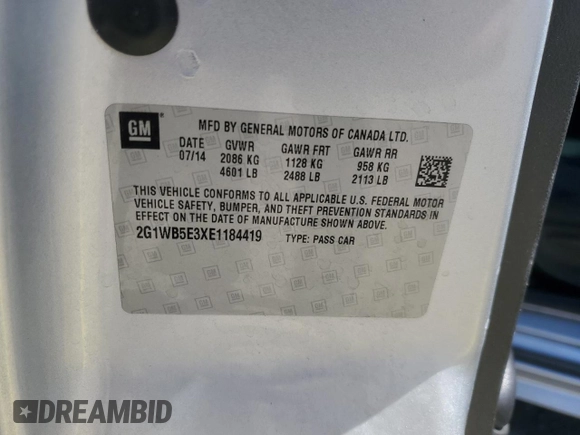 GM
MFD BY GENERAL MOTORS OF CANADA LTD.
DATE GVWR GAWR FRT GAWR RR
07/14 2086 KG 1128 KG 958 KG
4601 LB 2488 LB 2113 LB
THIS VEHICLE CONFORMS TO ALL APPLICABLE U.S. FEDERAL MOTOR
VEHICLE SAFETY, BUMPER, AND THEFT PREVENTION STANDARDS IN
EFFECT ON THE DATE OF MANUFACTURE SHOWN ABOVE.
2G1WB5E3XE1184419 TYPE: PASS CAR
DREAMBID